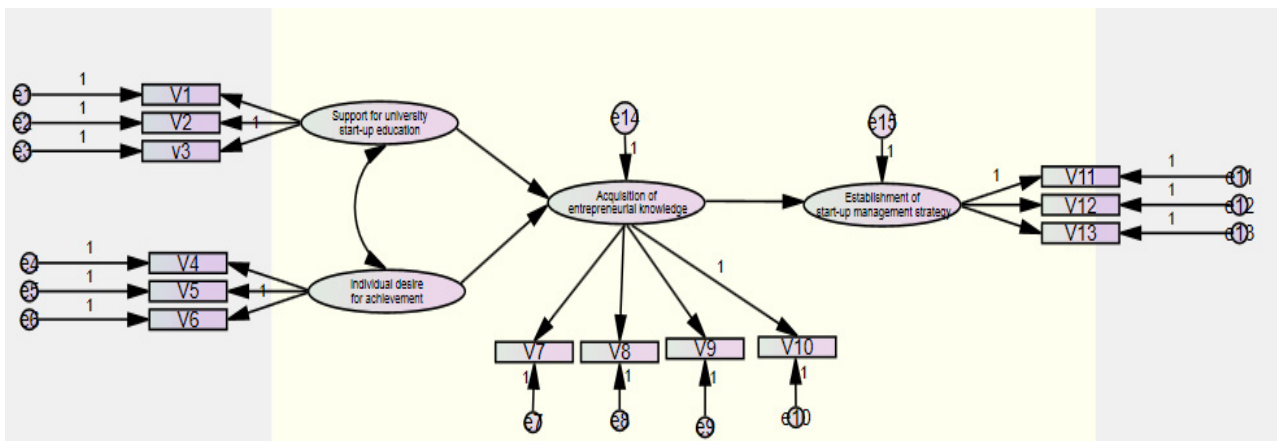 e1
1
V1
e2
1
V2
1
e3
1
v3
Support for university
start-up education
e14
1
e15
1
Acquisition of
entrepreneurial knowledge
Establishment of
start-up management strategy
1
V11
1
e11
V12
1
e12
V13
1
e13
e4
1
V4
e5
1
V5
1
e6
1
V6
Individual desire
for achievement
1
V7
V8
V9
V10
1
1
1
1
e7
e8
e9
e10